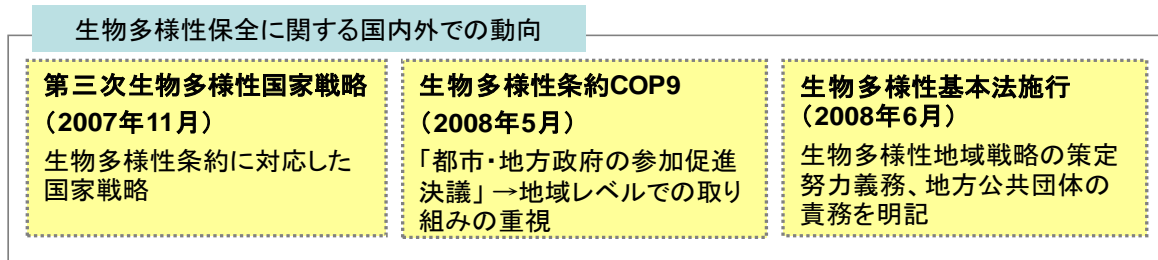 生物多様性保全に関する国内外での動向
第三次生物多様性国家戦略
（2007年11月）
生物多様性条約に対応した
国家戦略
生物多様性条約COP9
（2008年5月）
「都市・地方政府の参加促進
決議」→地域レベルでの取り
組みの重視
生物多様性基本法施行
（2008年6月）
生物多様性地域戦略の策定
努力義務、地方公共団体の
責務を明記